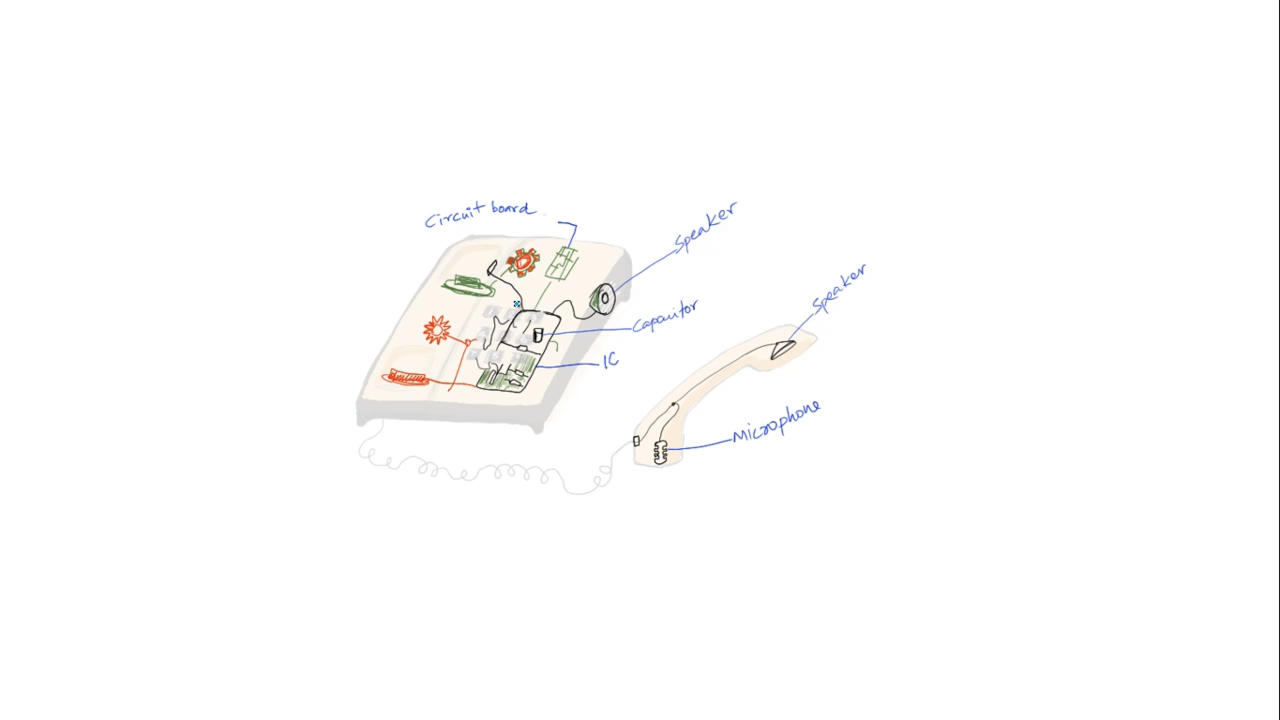 Circuit board
Speaker
Speaker
Capacitor
IC
Microphone